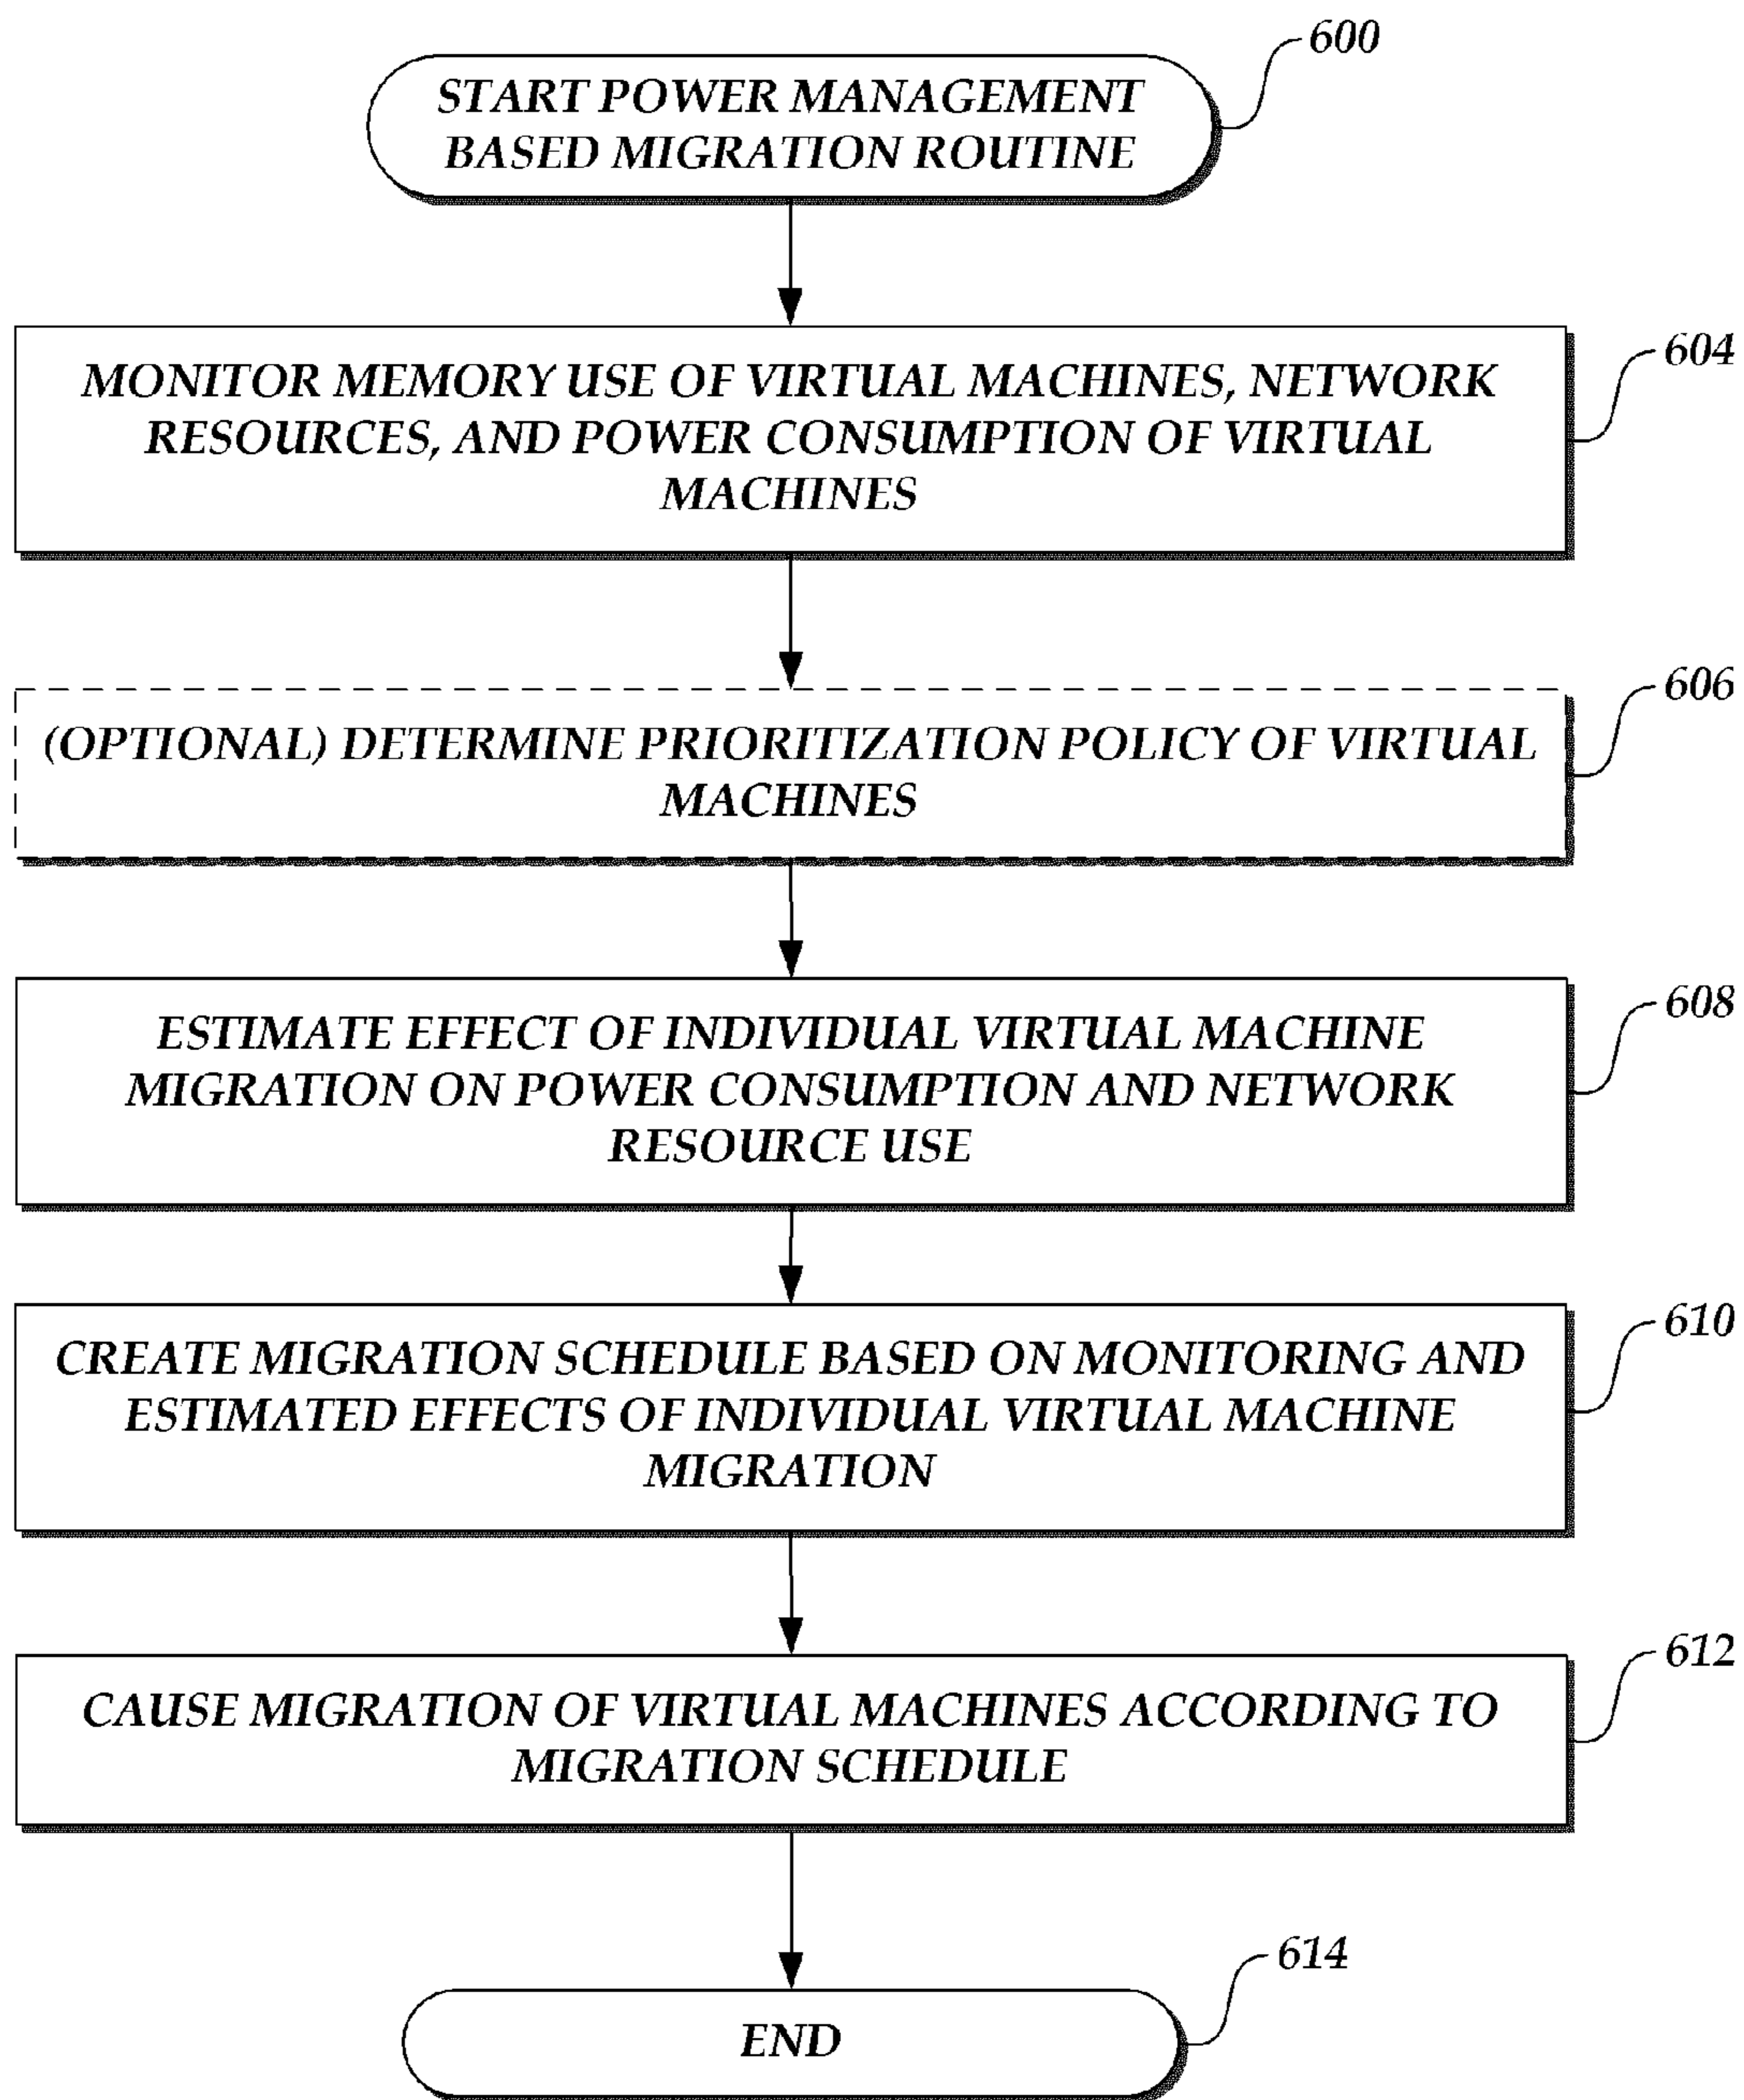 600
START POWER MANAGEMENT
BASED MIGRATION ROUTINE
604
MONITOR MEMORY USE OF VIRTUAL MACHINES, NETWORK
RESOURCES, AND POWER CONSUMPTION OF VIRTUAL
MACHINES
606
(OPTIONAL) DETERMINE PRIORITIZATION POLICY OF VIRTUAL
MACHINES
608
ESTIMATE EFFECT OF INDIVIDUAL VIRTUAL MACHINE
MIGRATION ON POWER CONSUMPTION AND NETWORK
RESOURCE USE
610
CREATE MIGRATION SCHEDULE BASED ON MONITORING AND
ESTIMATED EFFECTS OF INDIVIDUAL VIRTUAL MACHINE
MIGRATION
612
CAUSE MIGRATION OF VIRTUAL MACHINES ACCORDING TO
MIGRATION SCHEDULE
614
END